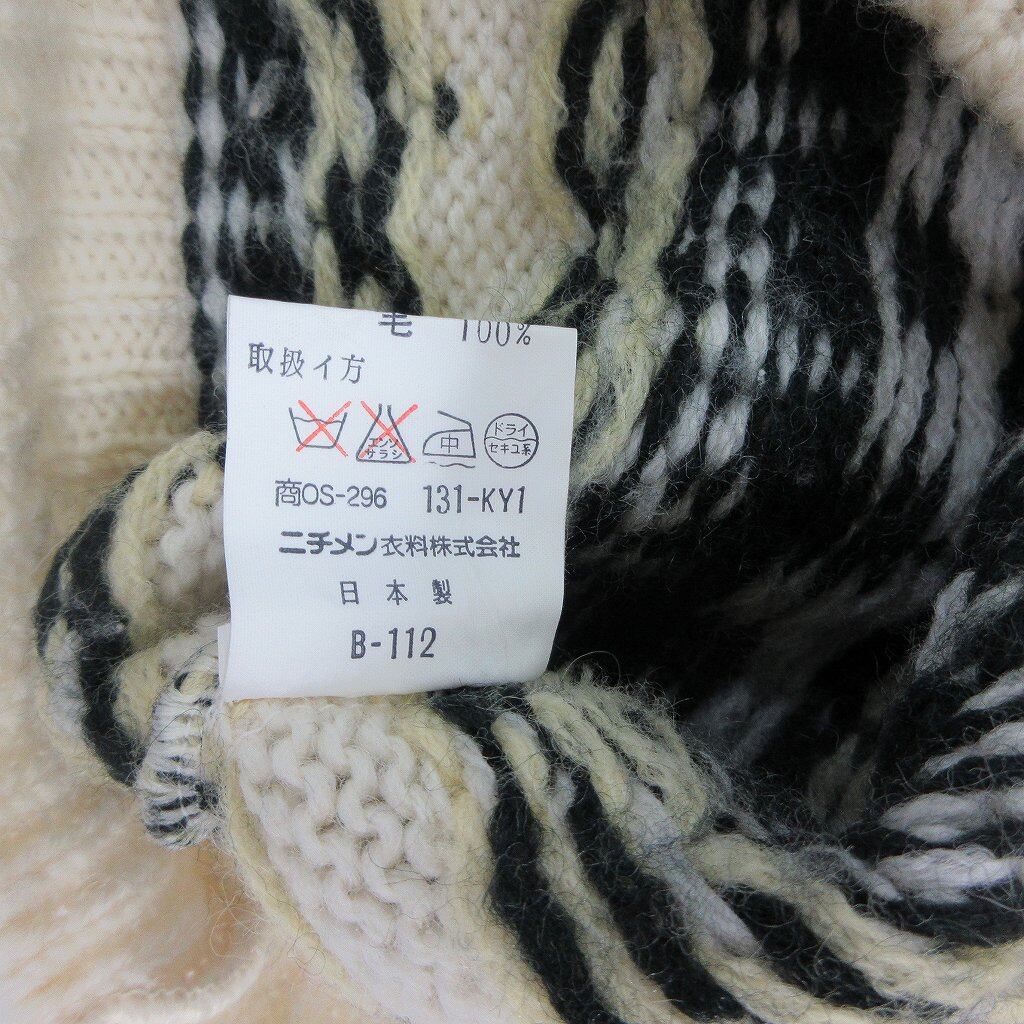 毛 100%
取扱イ方
エンソ
サラシ
中
ドライ
セキユ系
商OS-296 131-KY1
ニチメン衣料株式会社
日本製
B-112